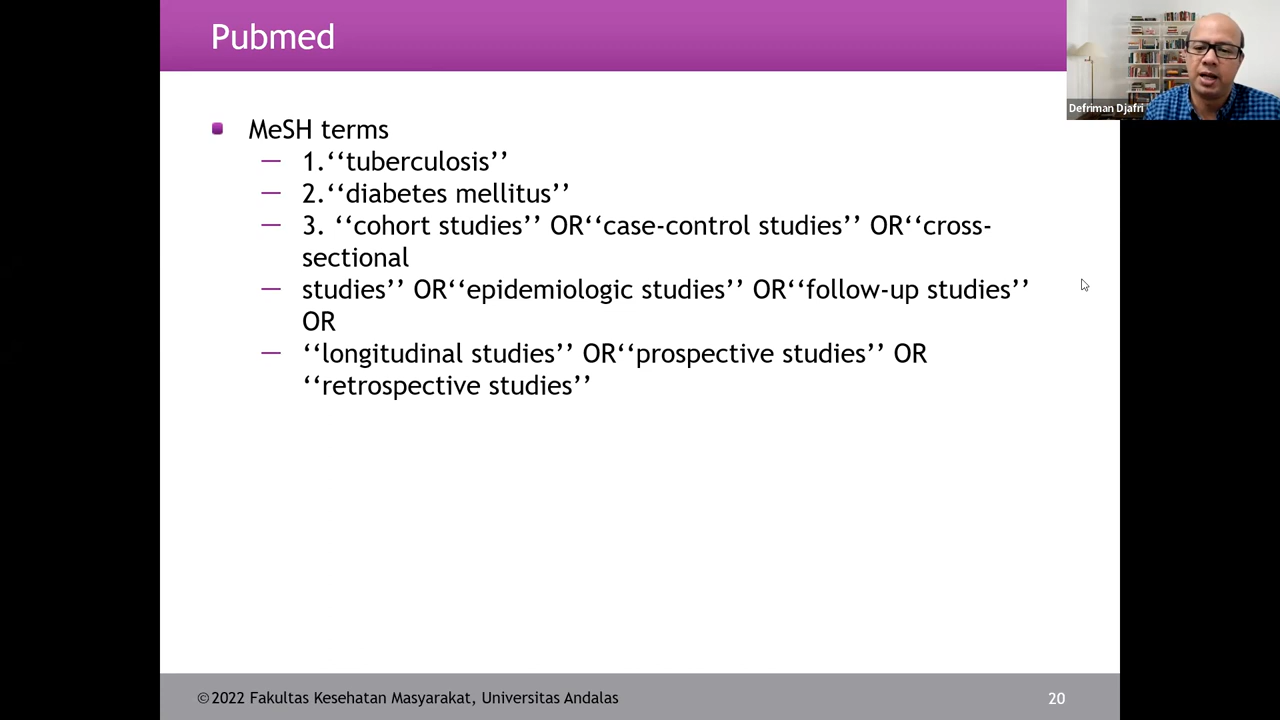 Pubmed
Defriman Djafri
MeSH terms
— 1.‘‘tuberculosis’’
— 2.‘‘diabetes mellitus’’
— 3. ‘‘cohort studies’’ OR‘‘case-control studies’’ OR‘‘cross-
sectional
— studies’’ OR‘‘epidemiologic studies’’ OR‘‘follow-up studies’’
OR
— ‘‘longitudinal studies’’ OR‘‘prospective studies’’ OR
‘‘retrospective studies’’
©2022 Fakultas Kesehatan Masyarakat, Universitas Andalas
20